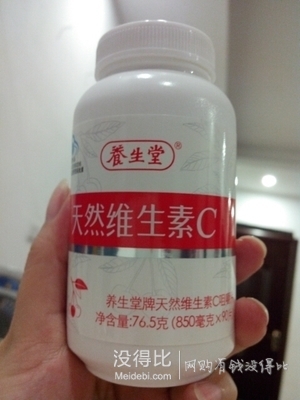 養生堂®
天然维生素C
养生堂牌天然维生素C咀嚼
净含量:76.5克(850毫克×90
没得比
Meidebi.com
网购有钱没得比